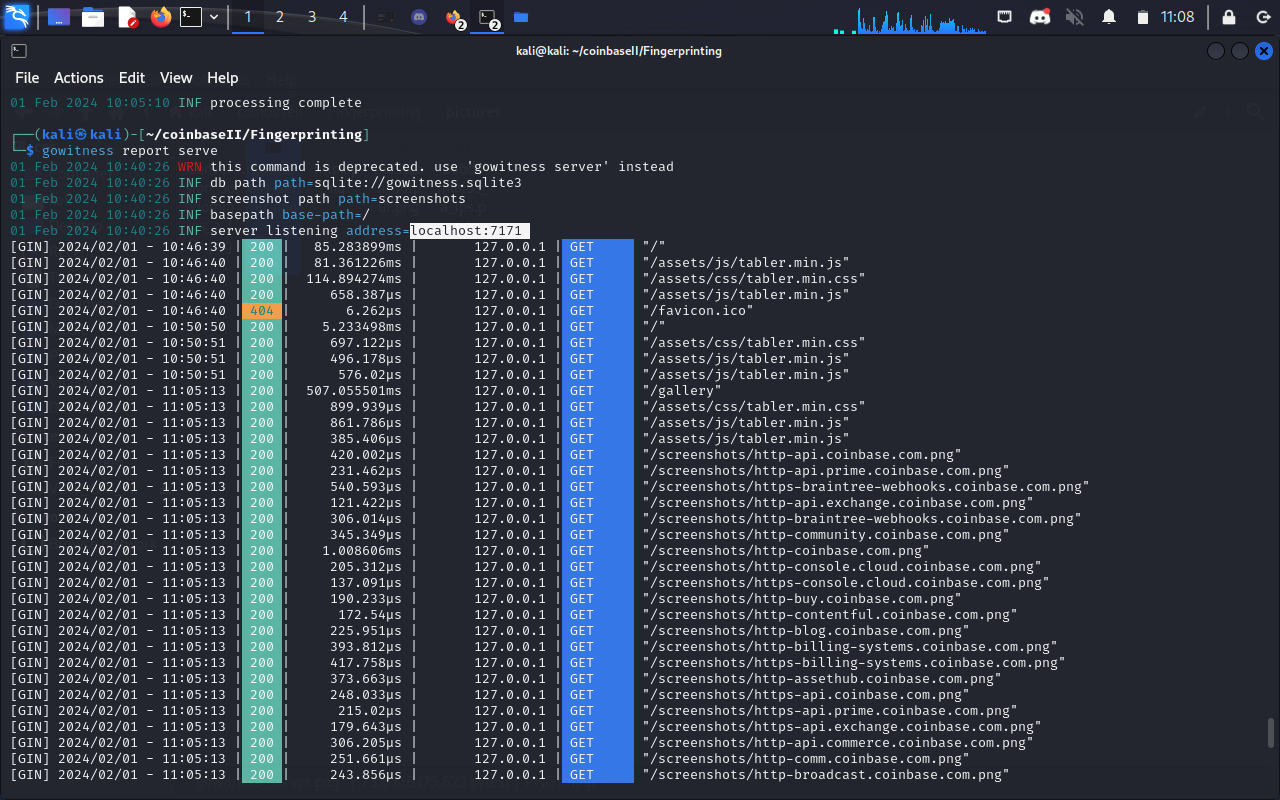 1 2 3 4 2 2 11:08
kali@kali: ~/coinbaseII/Fingerprinting
File Actions Edit View Help
01 Feb 2024 10:05:10 INF processing complete
┌──(kali㉿kali)-[~/coinbaseII/Fingerprinting]
└─$ gowitness report serve
01 Feb 2024 10:40:26 WRN this command is deprecated. use 'gowitness server' instead
01 Feb 2024 10:40:26 INF db path path=sqlite://gowitness.sqlite3
01 Feb 2024 10:40:26 INF screenshot path path=screenshots
01 Feb 2024 10:40:26 INF basepath base-path=/
01 Feb 2024 10:40:26 INF server listening address=localhost:7171
[GIN] 2024/02/01 - 10:46:39 | 200 | 85.283899ms | 127.0.0.1 | GET "/"
[GIN] 2024/02/01 - 10:46:40 | 200 | 81.361226ms | 127.0.0.1 | GET "/assets/js/tabler.min.js"
[GIN] 2024/02/01 - 10:46:40 | 200 | 114.894274ms | 127.0.0.1 | GET "/assets/css/tabler.min.css"
[GIN] 2024/02/01 - 10:46:40 | 200 | 658.387µs | 127.0.0.1 | GET "/assets/js/tabler.min.js"
[GIN] 2024/02/01 - 10:46:40 | 404 | 6.262µs | 127.0.0.1 | GET "/favicon.ico"
[GIN] 2024/02/01 - 10:50:50 | 200 | 5.233498ms | 127.0.0.1 | GET "/"
[GIN] 2024/02/01 - 10:50:51 | 200 | 697.122µs | 127.0.0.1 | GET "/assets/css/tabler.min.css"
[GIN] 2024/02/01 - 10:50:51 | 200 | 496.178µs | 127.0.0.1 | GET "/assets/js/tabler.min.js"
[GIN] 2024/02/01 - 10:50:51 | 200 | 576.02µs | 127.0.0.1 | GET "/assets/js/tabler.min.js"
[GIN] 2024/02/01 - 11:05:13 | 200 | 507.055501ms | 127.0.0.1 | GET "/gallery"
[GIN] 2024/02/01 - 11:05:13 | 200 | 899.939µs | 127.0.0.1 | GET "/assets/css/tabler.min.css"
[GIN] 2024/02/01 - 11:05:13 | 200 | 861.786µs | 127.0.0.1 | GET "/assets/js/tabler.min.js"
[GIN] 2024/02/01 - 11:05:13 | 200 | 385.406µs | 127.0.0.1 | GET "/assets/js/tabler.min.js"
[GIN] 2024/02/01 - 11:05:13 | 200 | 420.002µs | 127.0.0.1 | GET "/screenshots/http-api.coinbase.com.png"
[GIN] 2024/02/01 - 11:05:13 | 200 | 231.462µs | 127.0.0.1 | GET "/screenshots/http-api.prime.coinbase.com.png"
[GIN] 2024/02/01 - 11:05:13 | 200 | 540.593µs | 127.0.0.1 | GET "/screenshots/https-braintree-webhooks.coinbase.com.png"
[GIN] 2024/02/01 - 11:05:13 | 200 | 121.422µs | 127.0.0.1 | GET "/screenshots/http-api.exchange.coinbase.com.png"
[GIN] 2024/02/01 - 11:05:13 | 200 | 306.014µs | 127.0.0.1 | GET "/screenshots/http-braintree-webhooks.coinbase.com.png"
[GIN] 2024/02/01 - 11:05:13 | 200 | 345.349µs | 127.0.0.1 | GET "/screenshots/http-community.coinbase.com.png"
[GIN] 2024/02/01 - 11:05:13 | 200 | 1.008606ms | 127.0.0.1 | GET "/screenshots/http-coinbase.com.png"
[GIN] 2024/02/01 - 11:05:13 | 200 | 205.312µs | 127.0.0.1 | GET "/screenshots/http-console.cloud.coinbase.com.png"
[GIN] 2024/02/01 - 11:05:13 | 200 | 137.091µs | 127.0.0.1 | GET "/screenshots/https-console.cloud.coinbase.com.png"
[GIN] 2024/02/01 - 11:05:13 | 200 | 190.233µs | 127.0.0.1 | GET "/screenshots/http-buy.coinbase.com.png"
[GIN] 2024/02/01 - 11:05:13 | 200 | 172.54µs | 127.0.0.1 | GET "/screenshots/http-contentful.coinbase.com.png"
[GIN] 2024/02/01 - 11:05:13 | 200 | 225.951µs | 127.0.0.1 | GET "/screenshots/http-blog.coinbase.com.png"
[GIN] 2024/02/01 - 11:05:13 | 200 | 393.812µs | 127.0.0.1 | GET "/screenshots/http-billing-systems.coinbase.com.png"
[GIN] 2024/02/01 - 11:05:13 | 200 | 417.758µs | 127.0.0.1 | GET "/screenshots/https-billing-systems.coinbase.com.png"
[GIN] 2024/02/01 - 11:05:13 | 200 | 373.663µs | 127.0.0.1 | GET "/screenshots/http-assethub.coinbase.com.png"
[GIN] 2024/02/01 - 11:05:13 | 200 | 248.033µs | 127.0.0.1 | GET "/screenshots/https-api.coinbase.com.png"
[GIN] 2024/02/01 - 11:05:13 | 200 | 215.02µs | 127.0.0.1 | GET "/screenshots/https-api.prime.coinbase.com.png"
[GIN] 2024/02/01 - 11:05:13 | 200 | 179.643µs | 127.0.0.1 | GET "/screenshots/https-api.exchange.coinbase.com.png"
[GIN] 2024/02/01 - 11:05:13 | 200 | 306.205µs | 127.0.0.1 | GET "/screenshots/http-api.commerce.coinbase.com.png"
[GIN] 2024/02/01 - 11:05:13 | 200 | 251.661µs | 127.0.0.1 | GET "/screenshots/http-comm.coinbase.com.png"
[GIN] 2024/02/01 - 11:05:13 | 200 | 243.856µs | 127.0.0.1 | GET "/screenshots/http-broadcast.coinbase.com.png"